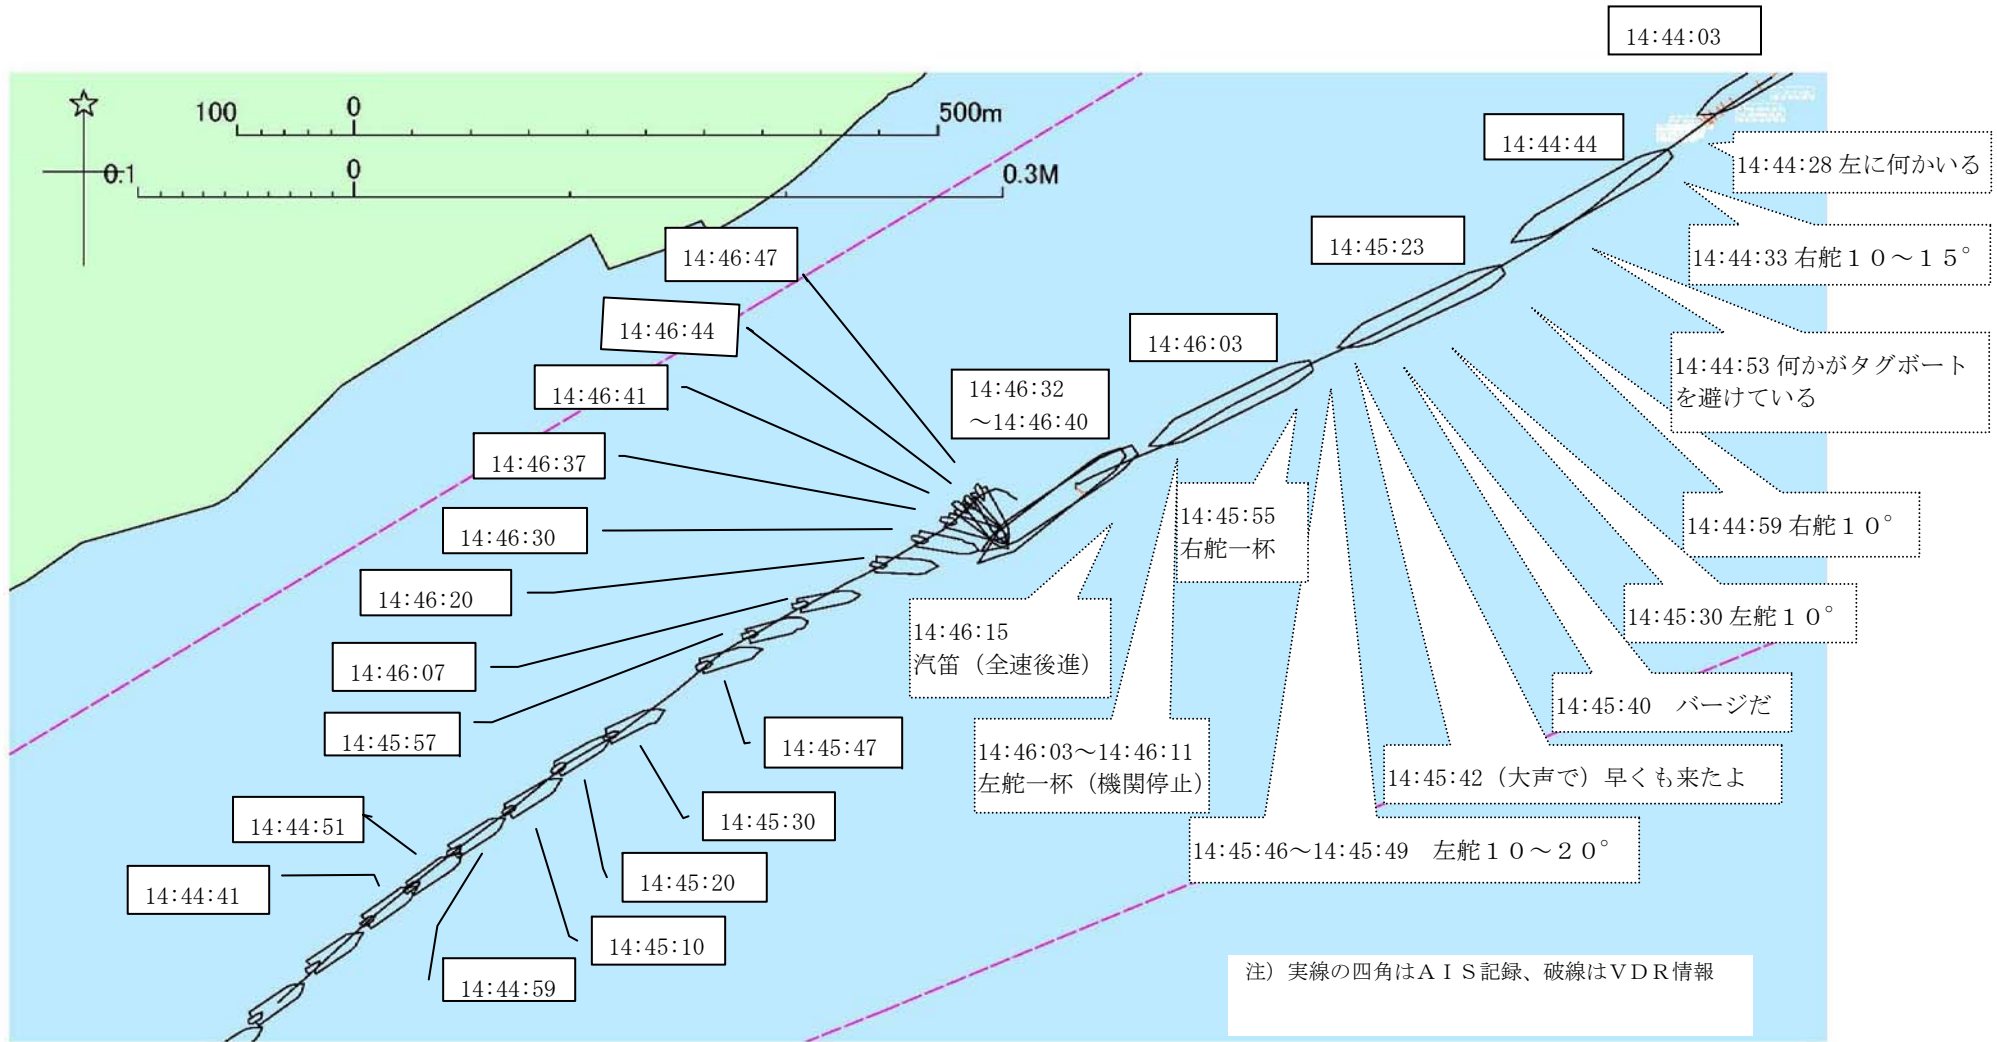 14:44:03
100
0
500m
0.1
0
0.3M
14:44:44
14:44:28 左に何かいる
14:44:33 右舵１０～１５°
14:45:23
14:46:47
14:46:44
14:46:03
14:44:53 何かがタグボート
を避けている
14:46:41
14:46:32
～14:46:40
14:46:37
14:46:30
14:45:55
右舵一杯
14:44:59 右舵１０°
14:46:20
14:45:30 左舵１０°
14:46:15
汽笛（全速後進）
14:46:07
14:45:40　バージだ
14:45:57
14:45:47
14:46:03～14:46:11
左舵一杯（機関停止）
14:45:42（大声で）早くも来たよ
14:44:51
14:45:30
14:45:46～14:45:49　左舵１０～２０°
14:44:41
14:45:20
14:45:10
14:44:59
注）実線の四角はＡＩＳ記録、破線はＶＤＲ情報